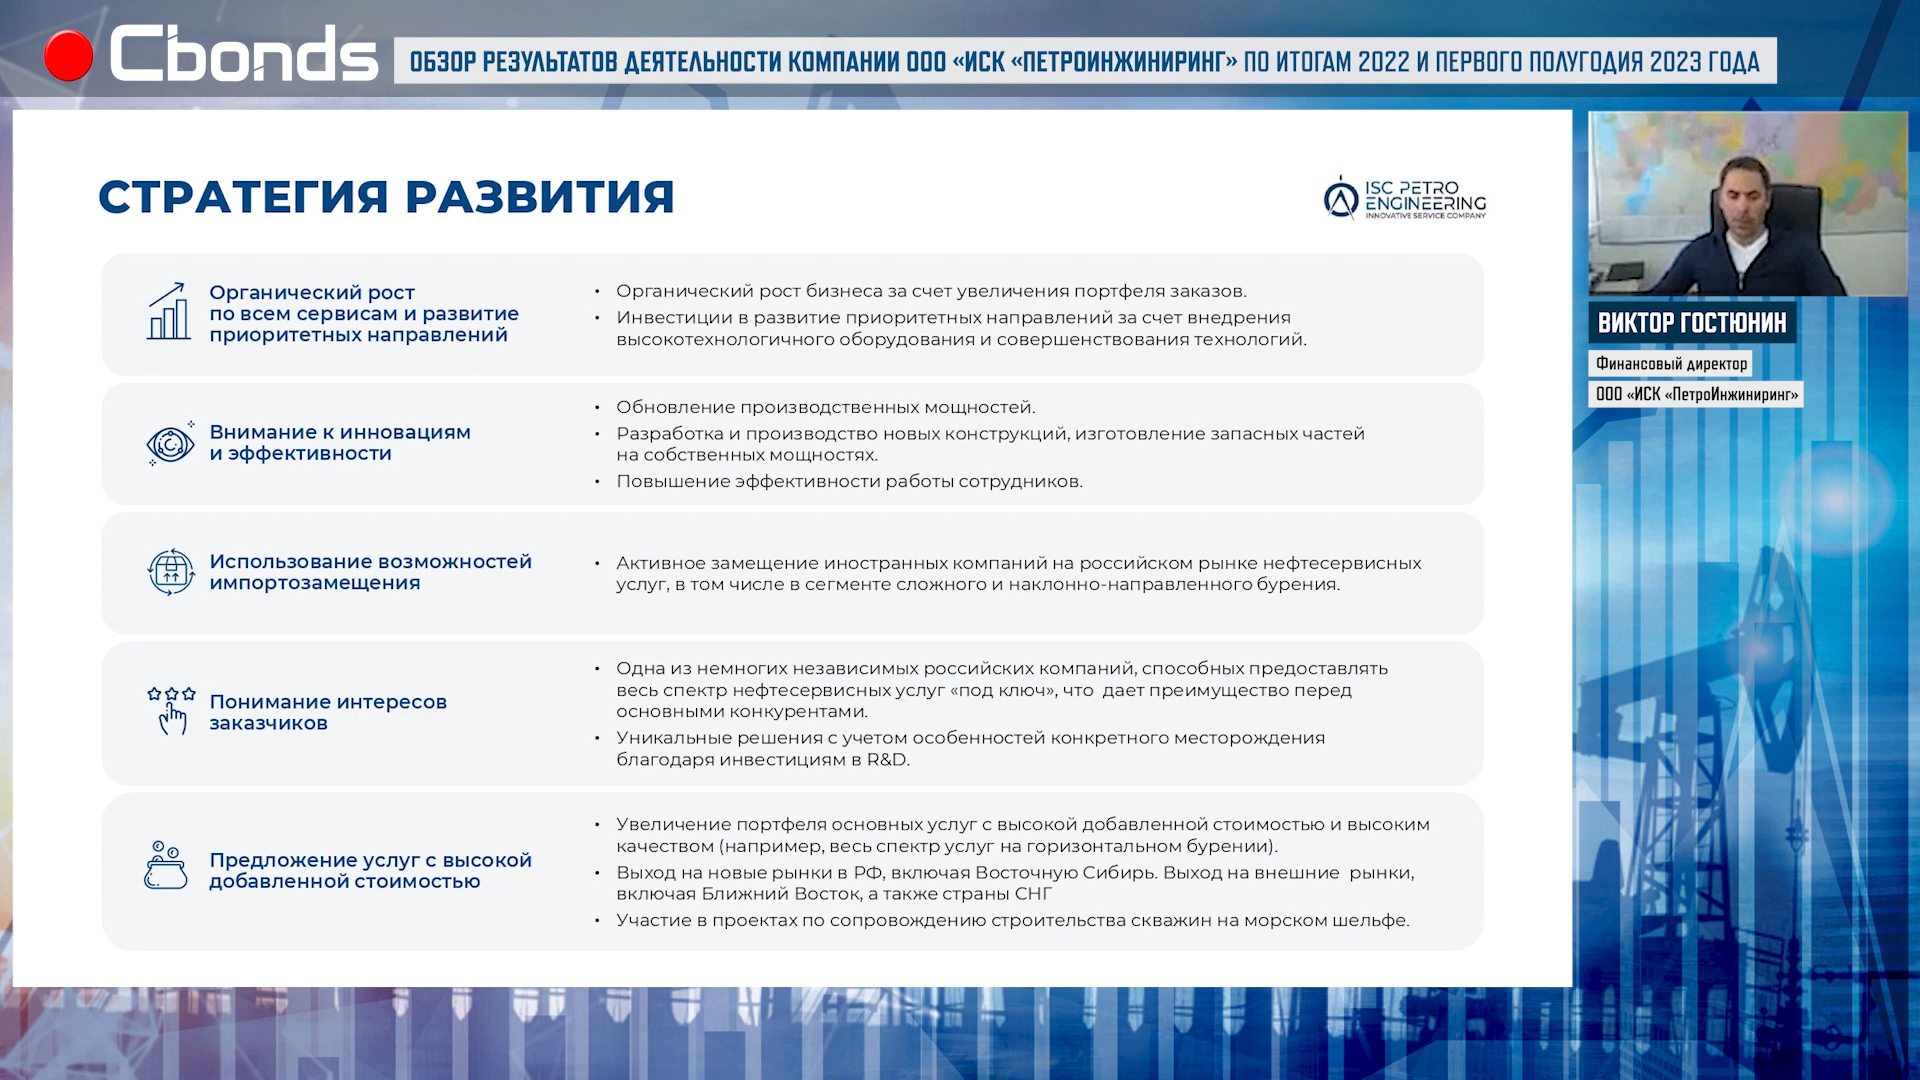 Cbonds
ОБЗОР РЕЗУЛЬТАТОВ ДЕЯТЕЛЬНОСТИ КОМПАНИИ ООО «ИСК «ПЕТРОИНЖИНИРИНГ» ПО ИТОГАМ 2022 И ПЕРВОГО ПОЛУГОДИЯ 2023 ГОДА
СТРАТЕГИЯ РАЗВИТИЯ
ISC PETRO
ENGINEERING
INNOVATIVE SERVICE COMPANY
Органический рост
по всем сервисам и развитие
приоритетных направлений
• Органический рост бизнеса за счет увеличения портфеля заказов.
• Инвестиции в развитие приоритетных направлений за счет внедрения
высокотехнологичного оборудования и совершенствования технологий.
Внимание к инновациям
и эффективности
• Обновление производственных мощностей.
• Разработка и производство новых конструкций, изготовление запасных частей
на собственных мощностях.
• Повышение эффективности работы сотрудников.
Использование возможностей
импортозамещения
• Активное замещение иностранных компаний на российском рынке нефтесервисных
услуг, в том числе в сегменте сложного и наклонно-направленного бурения.
Понимание интересов
заказчиков
• Одна из немногих независимых российских компаний, способных предоставлять
весь спектр нефтесервисных услуг «под ключ», что дает преимущество перед
основными конкурентами.
• Уникальные решения с учетом особенностей конкретного месторождения
благодаря инвестициям в R&D.
Предложение услуг с высокой
добавленной стоимостью
• Увеличение портфеля основных услуг с высокой добавленной стоимостью и высоким
качеством (например, весь спектр услуг на горизонтальном бурении).
• Выход на новые рынки в РФ, включая Восточную Сибирь. Выход на внешние рынки,
включая Ближний Восток, а также страны СНГ
• Участие в проектах по сопровождению строительства скважин на морском шельфе.
ВИКТОР ГОСТЮНИН
Финансовый директор
ООО «ИСК «ПетроИнжиниринг»